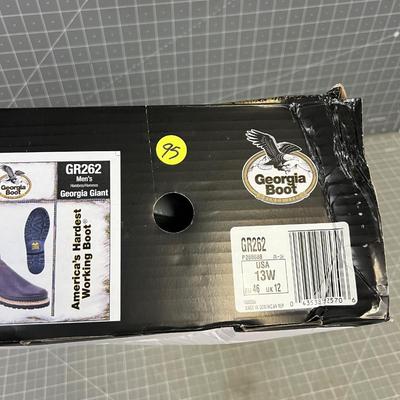 Georgia
Boot
GR262
Men's
Georgia Giant
America's Hardest
Working Boot®
95
Georgia
Boot
GR262
USA
13W
46 UK 12